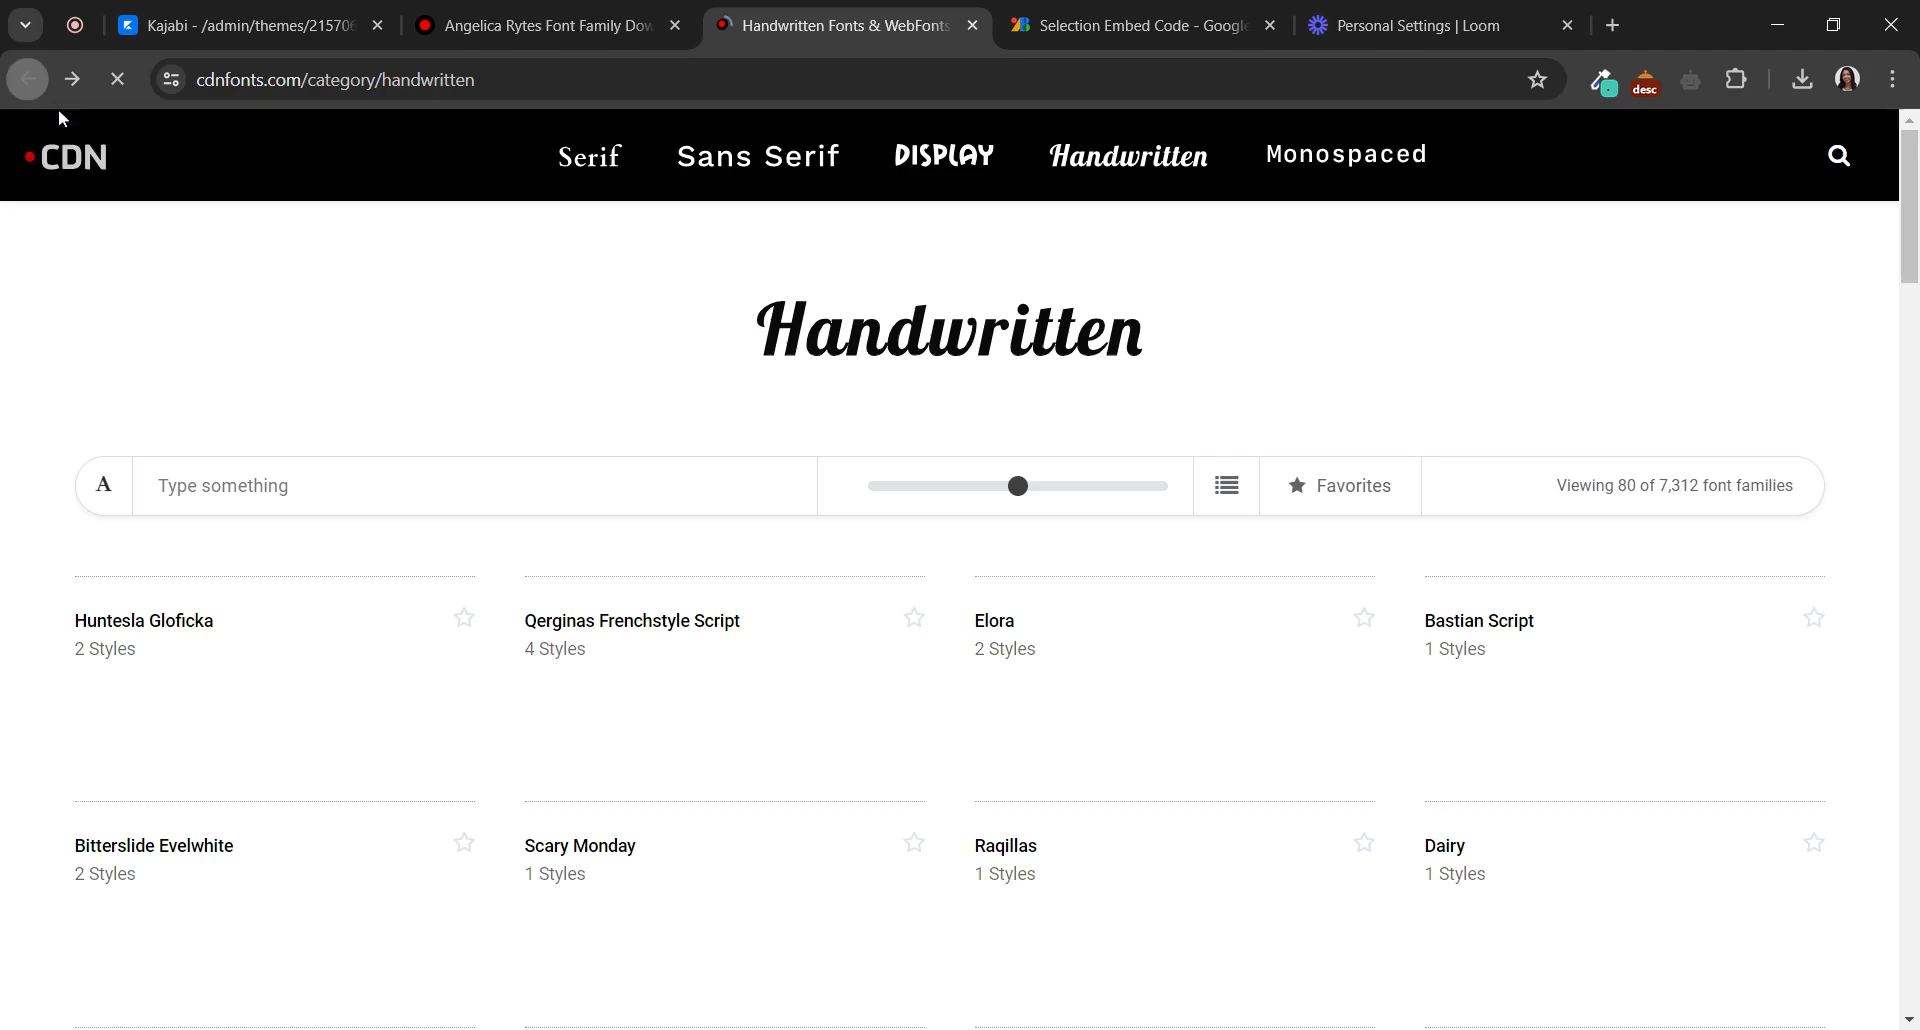 Kajabi - /admin/themes/215706
Angelica Rytes Font Family Dow
Handwritten Fonts & WebFonts
Selection Embed Code - Google
Personal Settings | Loom
cdnfonts.com/category/handwritten
desc
CDN
Serif
Sans Serif
DISPLAY
Handwritten
Monospaced
Handwritten
A
Type something
Favorites
Viewing 80 of 7,312 font families
Huntesla Gloficka
2 Styles
Qerginas Frenchstyle Script
4 Styles
Elora
2 Styles
Bastian Script
1 Styles
Bitterslide Evelwhite
2 Styles
Scary Monday
1 Styles
Raqillas
1 Styles
Dairy
1 Styles